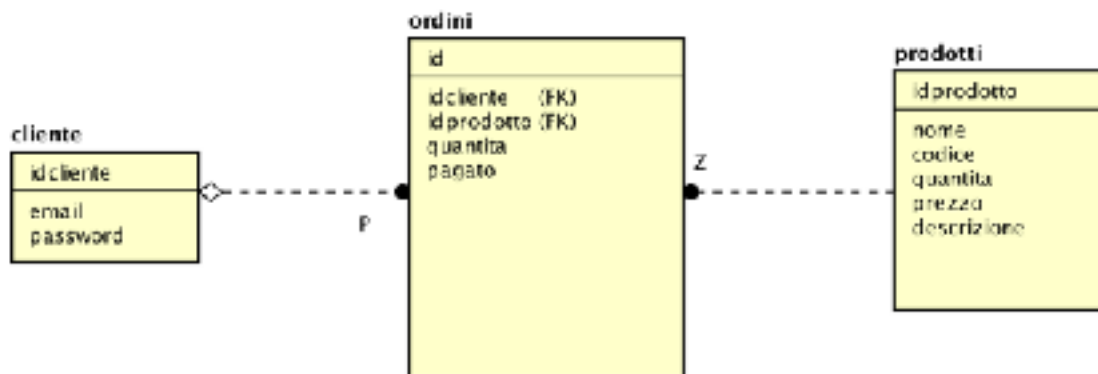 cliente
idcliente
email
password
P
ordini
id
idcliente (FK)
idprodotto (FK)
quantita
pagato
Z
prodotti
idprodotto
nome
codice
quantita
prezzo
descrizione